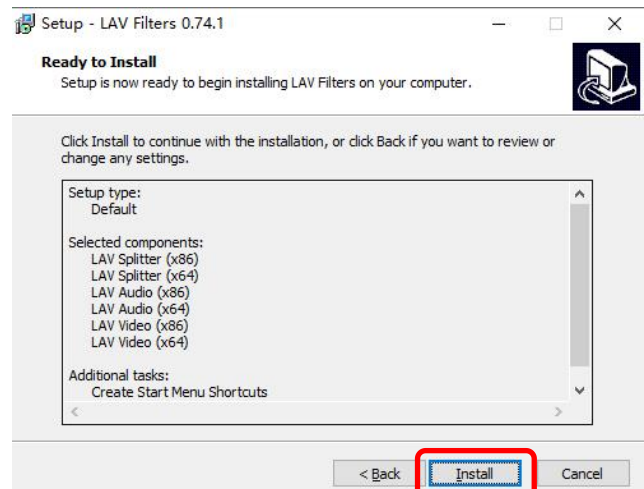 Setup - LAV Filters 0.74.1
Ready to Install
Setup is now ready to begin installing LAV Filters on your computer.
Click Install to continue with the installation, or click Back if you want to review or
change any settings.
Setup type:
Default
Selected components:
LAV Splitter (x86)
LAV Splitter (x64)
LAV Audio (x86)
LAV Audio (x64)
LAV Video (x86)
LAV Video (x64)
Additional tasks:
Create Start Menu Shortcuts
< Back Install Cancel